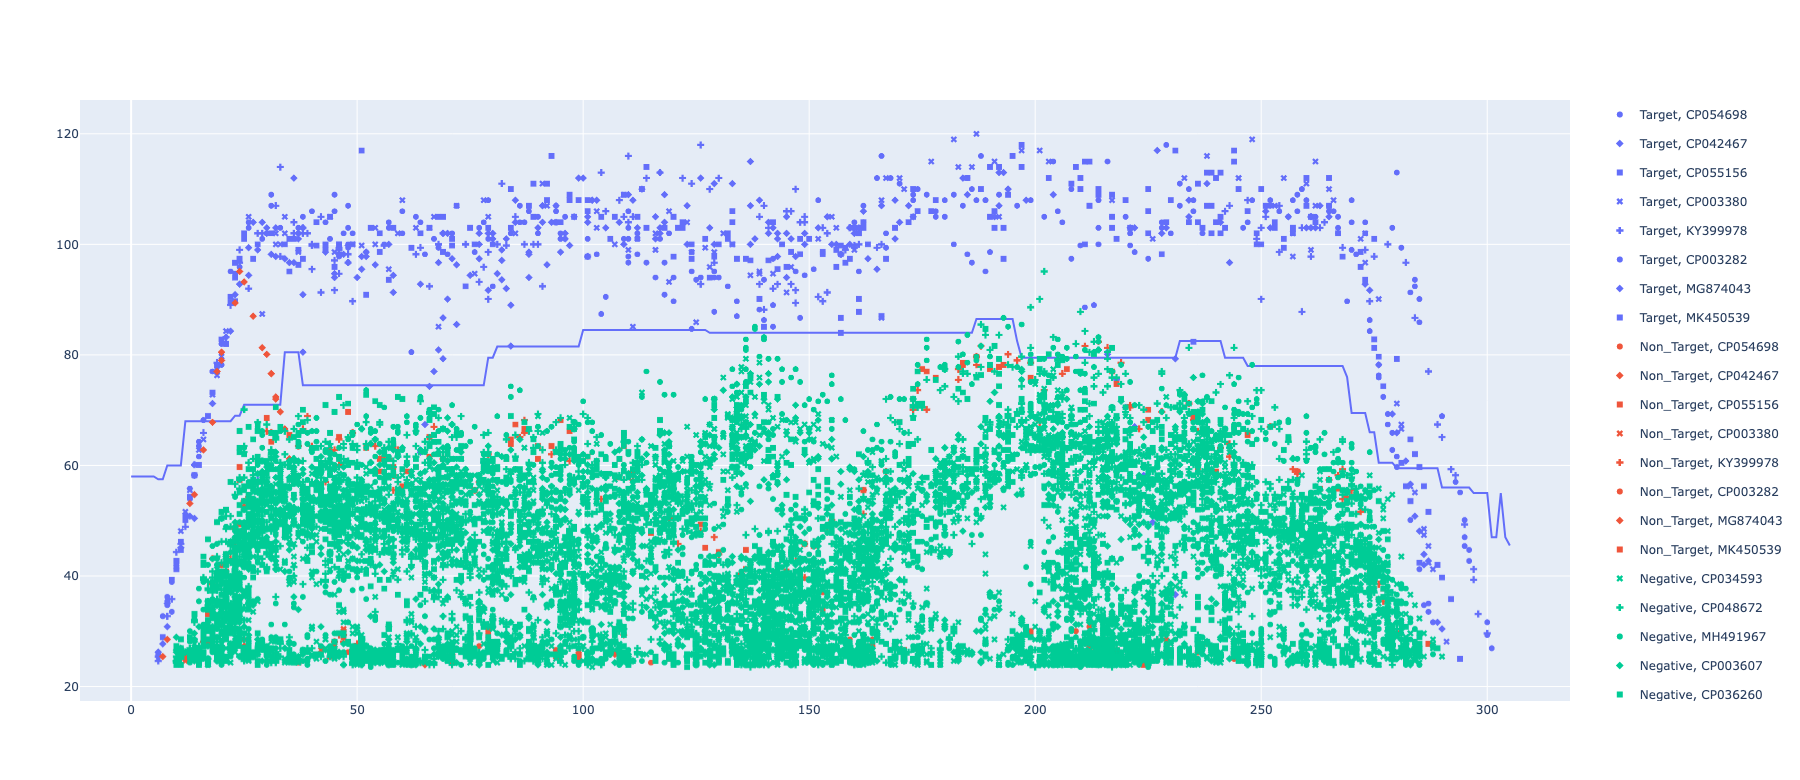 120
100
80
60
40
20
0 50 100 150 200 250 300
Target, CP054698
Target, CP042467
Target, CP055156
Target, CP003380
Target, KY399978
Target, CP003282
Target, MG874043
Target, MK450539
Non_Target, CP054698
Non_Target, CP042467
Non_Target, CP055156
Non_Target, CP003380
Non_Target, KY399978
Non_Target, CP003282
Non_Target, MG874043
Non_Target, MK450539
Negative, CP034593
Negative, CP048672
Negative, MH491967
Negative, CP003607
Negative, CP036260